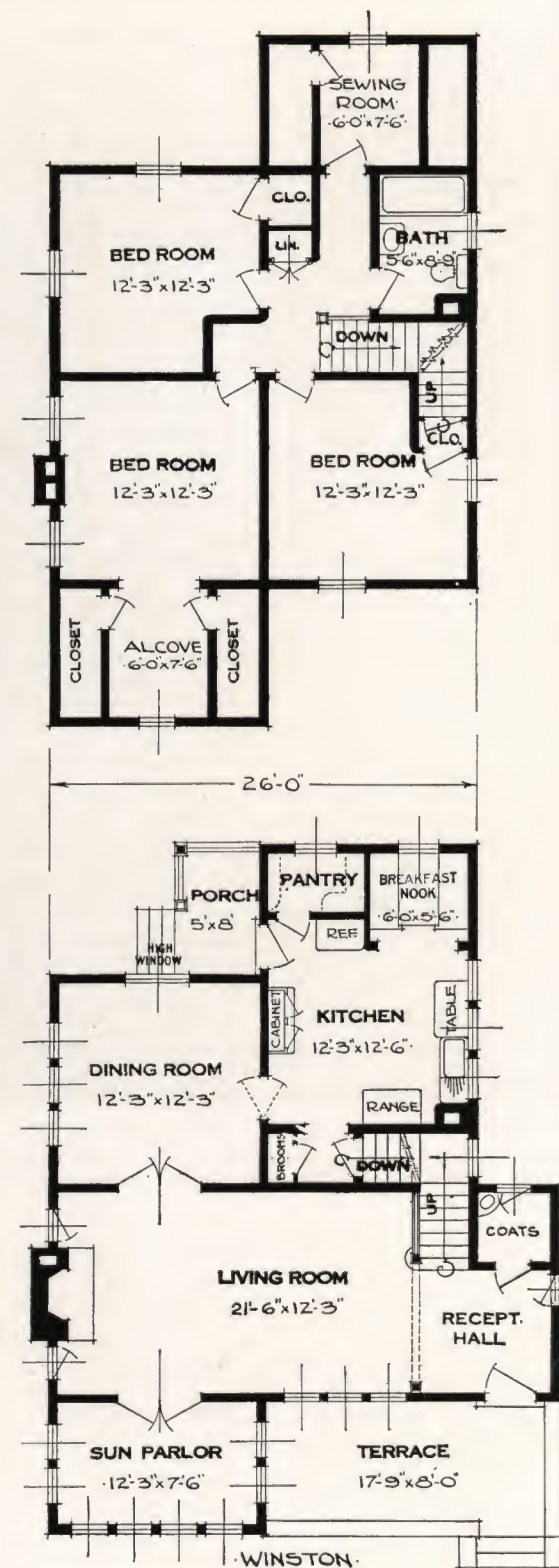 SEWING
ROOM
6'-0"x7'-6"
CLO.
LIN.
BED ROOM
12'-3"x12'-3"
BATH
5'-6"x8'-0"
DOWN
UP
CLO.
BED ROOM
12'-3"x12'-3"
BED ROOM
12'-3"x12'-3"
CLOSET
ALCOVE
6'-0"x7'-6"
CLOSET
26'-0"
PORCH
5'x8'
PANTRY
BREAKFAST
NOOK
6'-0"x5'-6"
REF.
HIGH
WINDOW
CABINET
KITCHEN
12'-3"x12'-6"
TABLE
DINING ROOM
12'-3"x12'-3"
RANGE
BROOMS
DOWN
UP
COATS
LIVING ROOM
21'-6"x12'-3"
RECEPT.
HALL
SUN PARLOR
12'-3"x7'-6"
TERRACE
17'-9"x8'-0"
·WINSTON·